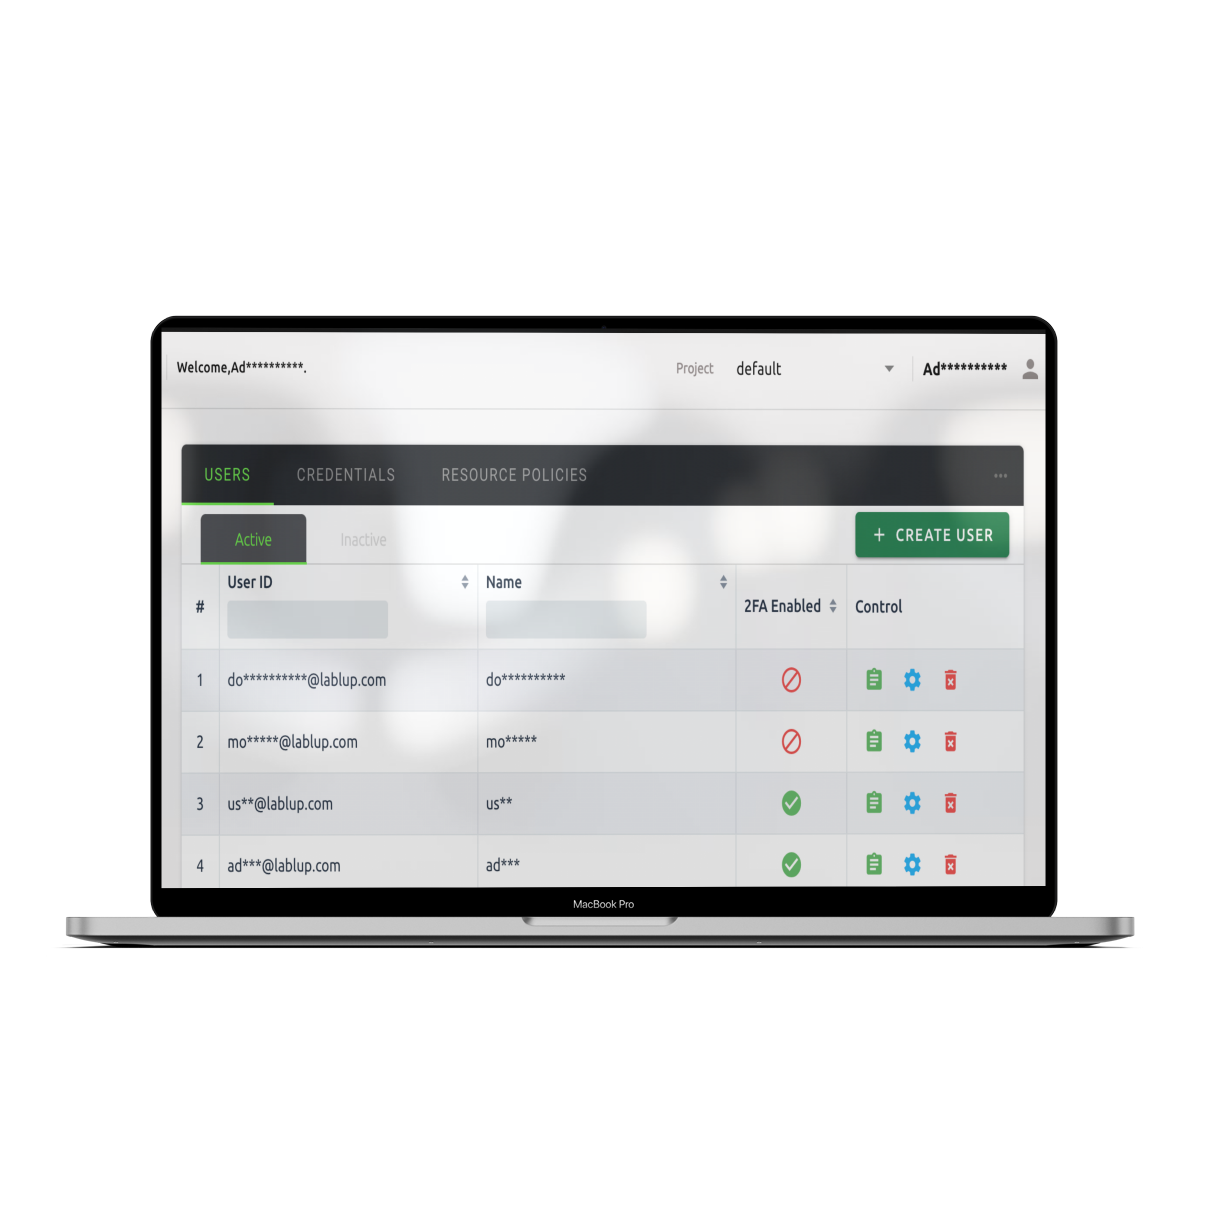 Welcome,Ad**********.
Project default Ad**********
USERS CREDENTIALS RESOURCE POLICIES ...
Active Inactive + CREATE USER
# User ID Name 2FA Enabled Control
1 do**********@lablup.com do**********
2 mo*****@lablup.com mo*****
3 us**@lablup.com us**
4 ad***@lablup.com ad***
MacBook Pro